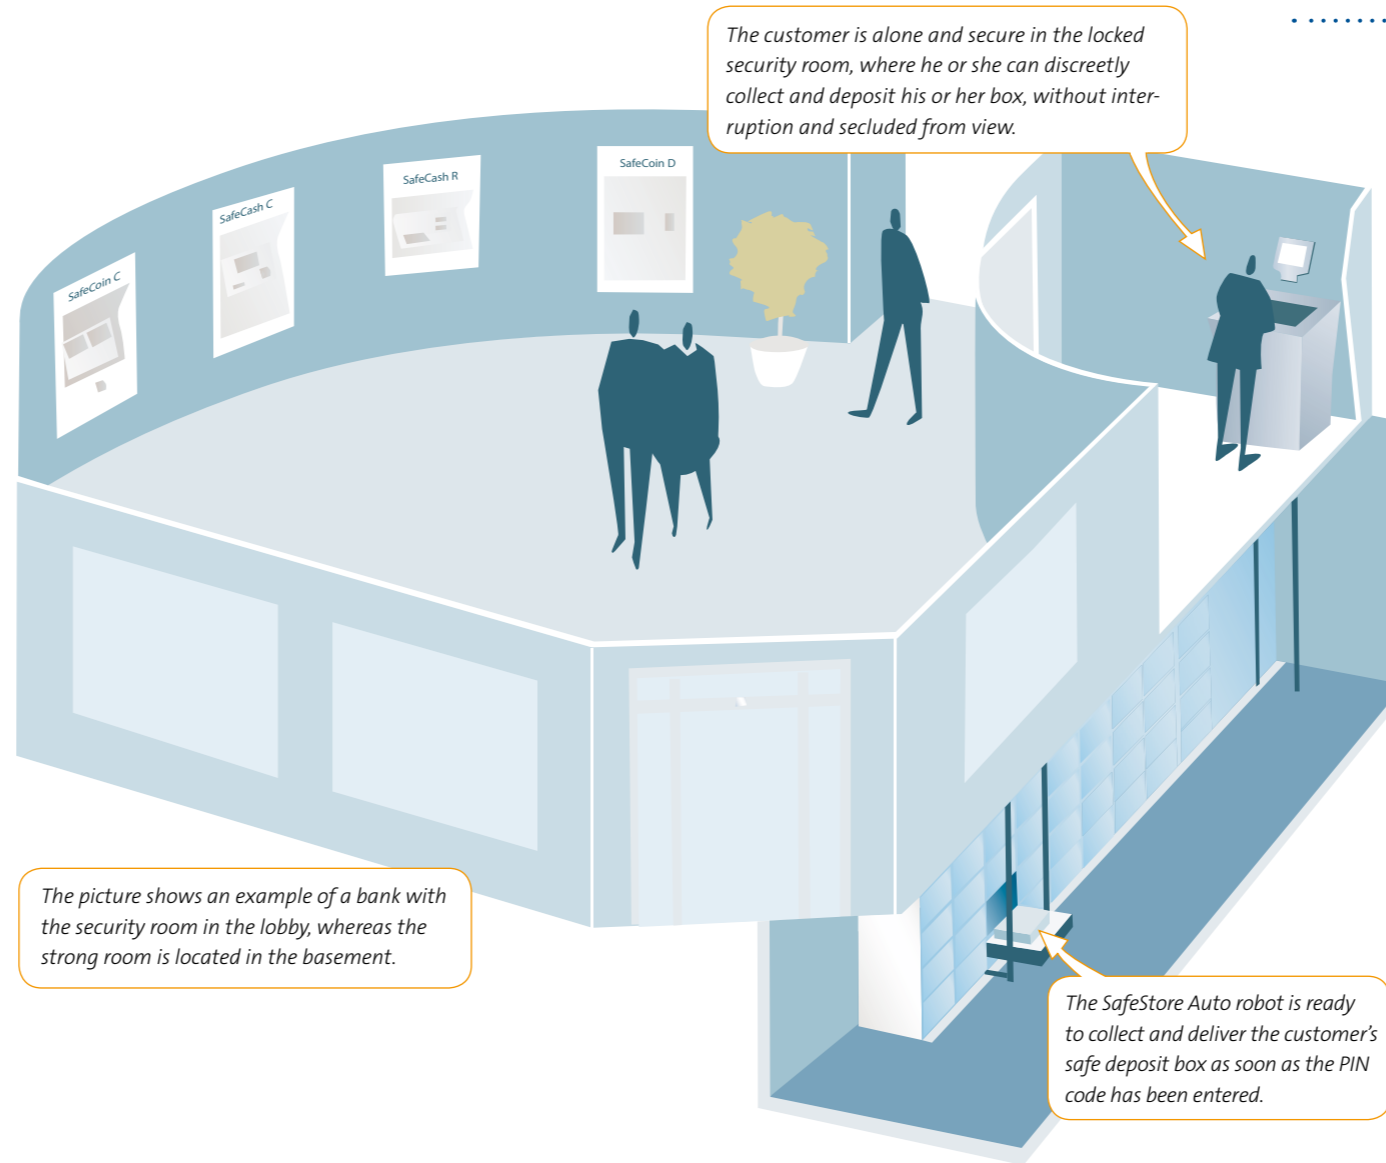 The customer is alone and secure in the locked
security room, where he or she can discreetly
collect and deposit his or her box, without inter-
ruption and secluded from view.
SafeCoin D
SafeCash R
SafeCash C
SafeCoin C
The picture shows an example of a bank with
the security room in the lobby, whereas the
strong room is located in the basement.
The SafeStore Auto robot is ready
to collect and deliver the customer’s
safe deposit box as soon as the PIN
code has been entered.